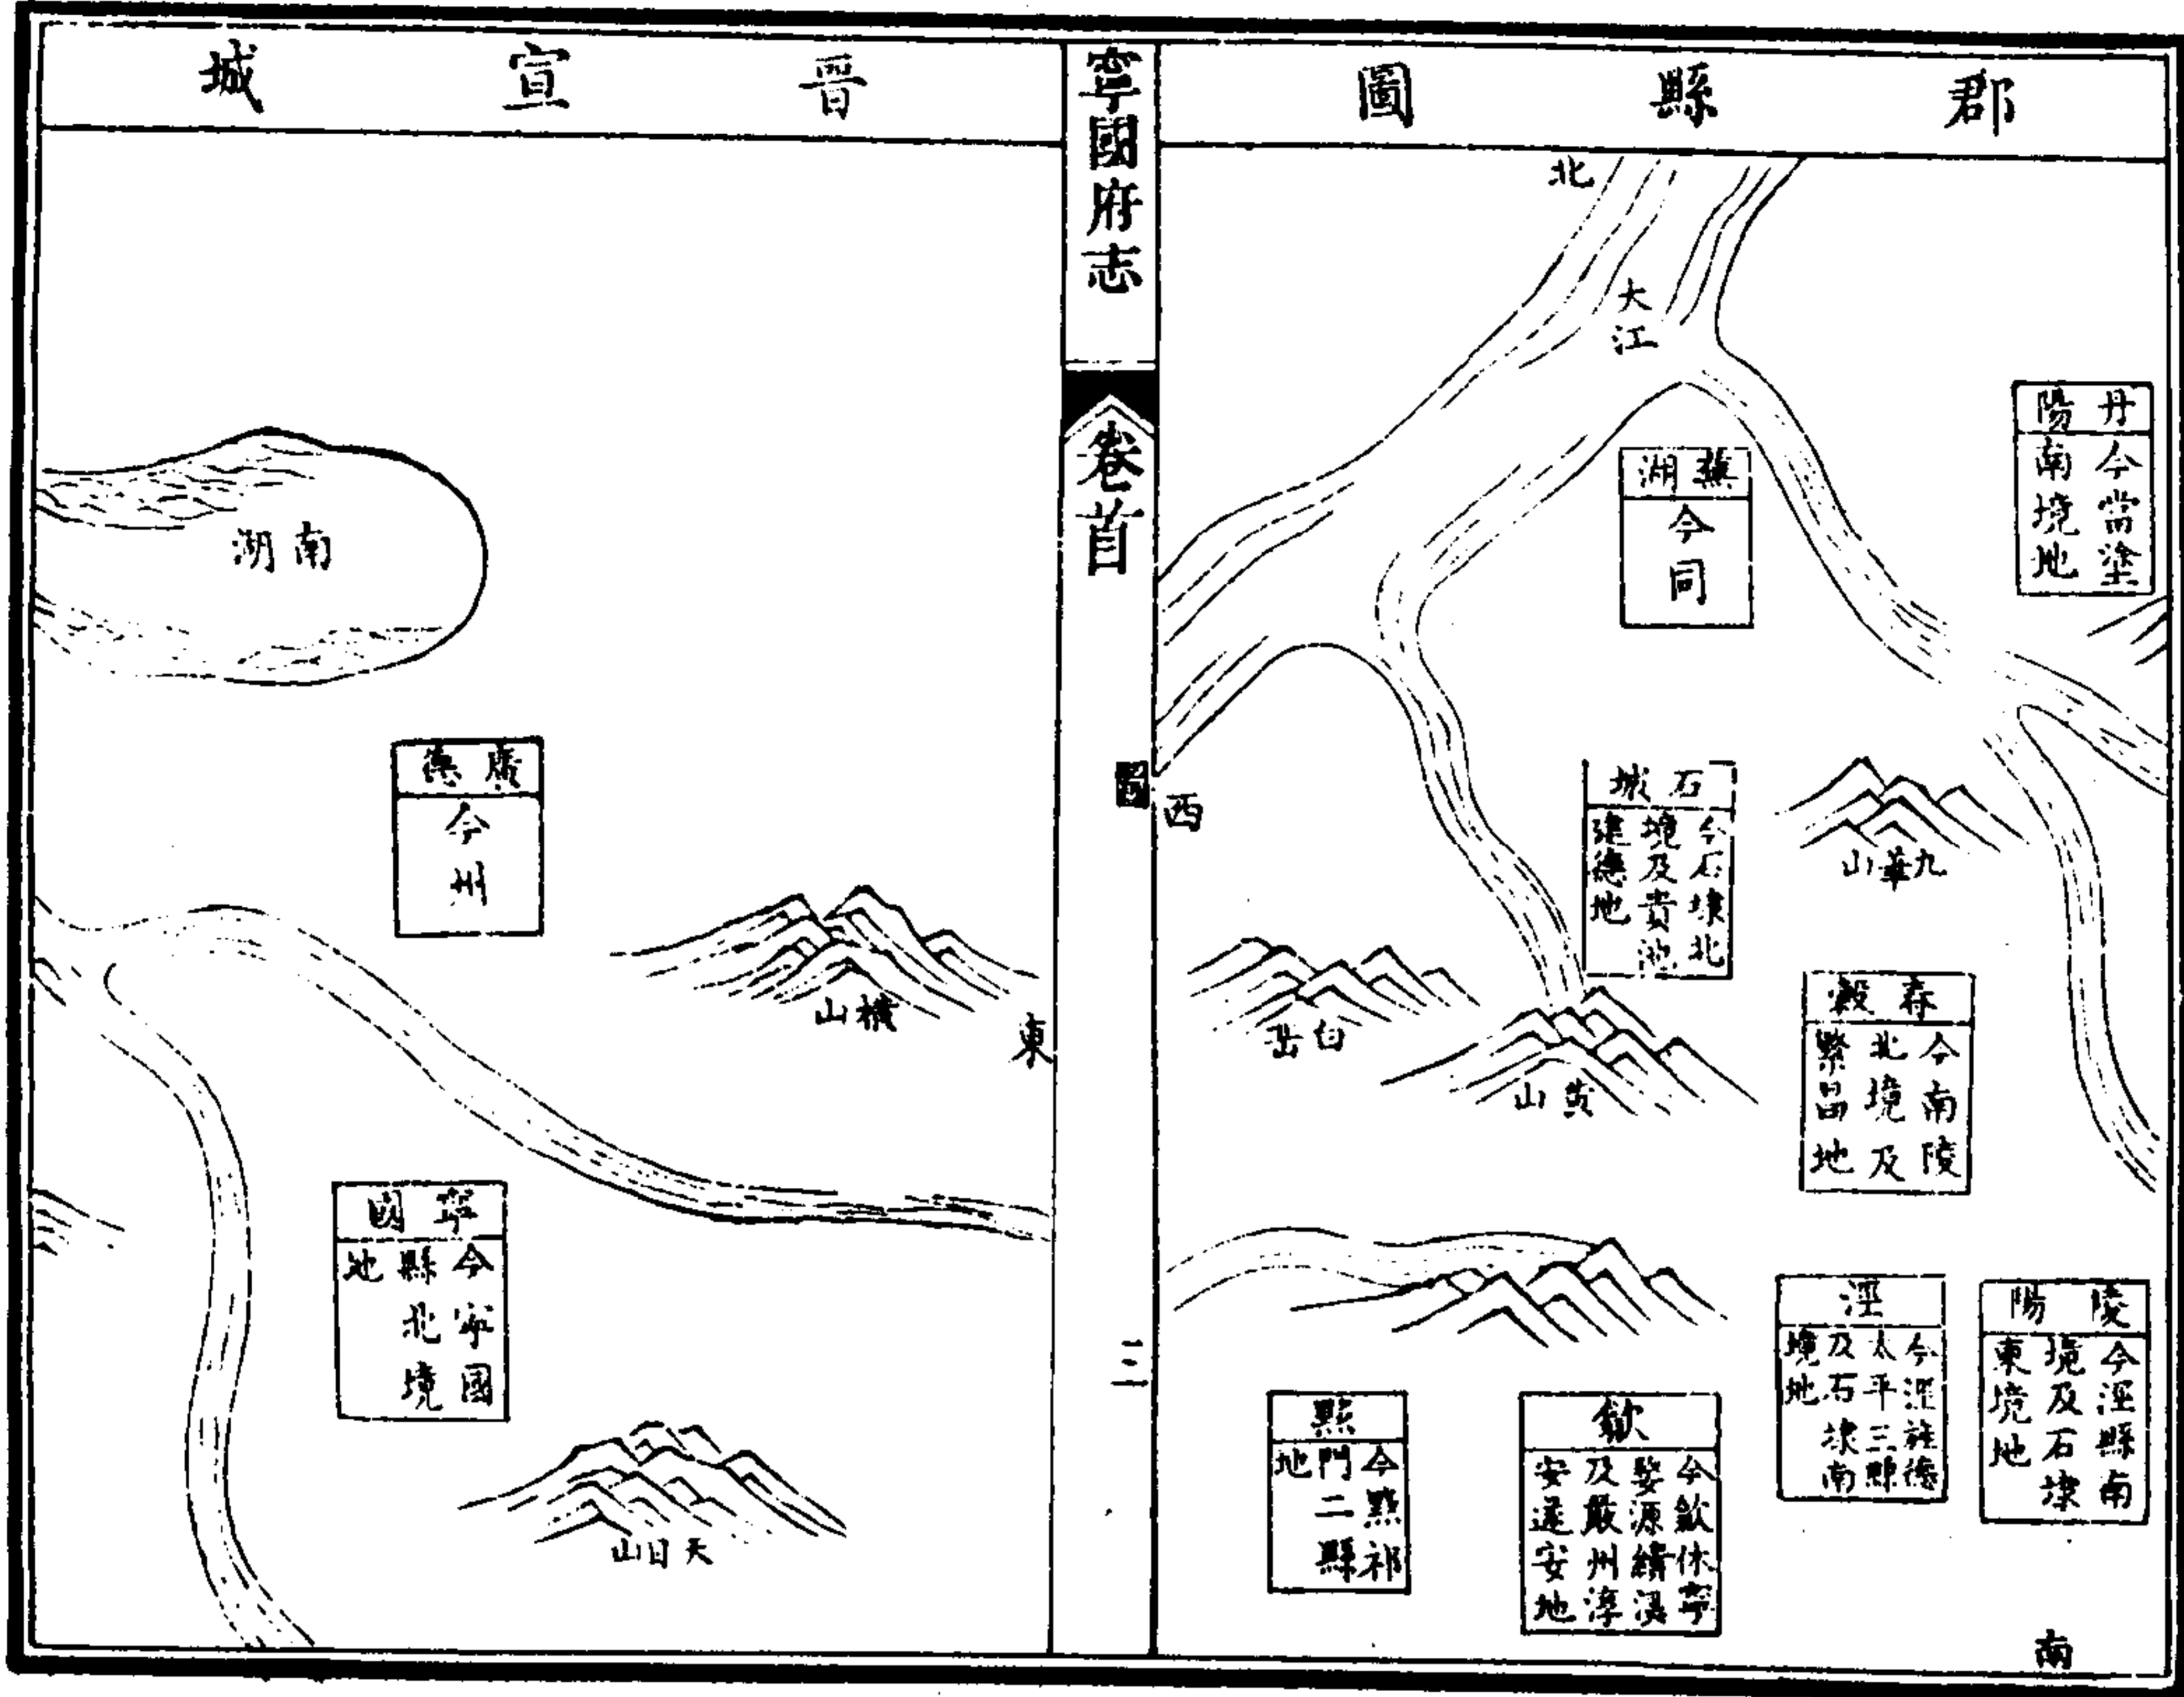 郡縣圖
北
大江
丹陽
今當塗
南境地
蕪湖
今同
西
石城
今石埭北
境及貴池
建德地
九華山
白岳
黄山
春穀
今南陵
北境及
繁昌地
陵陽
今涇縣南
境及石埭
東境地
涇
今涇旌德
太平三縣
及石埭南
境地
歙
今歙休寧
婺源績溪
及嚴州淳
安遂安地
黟
今黟祁
門二縣
地
南
寧國府志
卷首
圖
三
晉宣城
南湖
廣德
今州
橫山
東
寧國
今寧國
縣北境
地
天目山